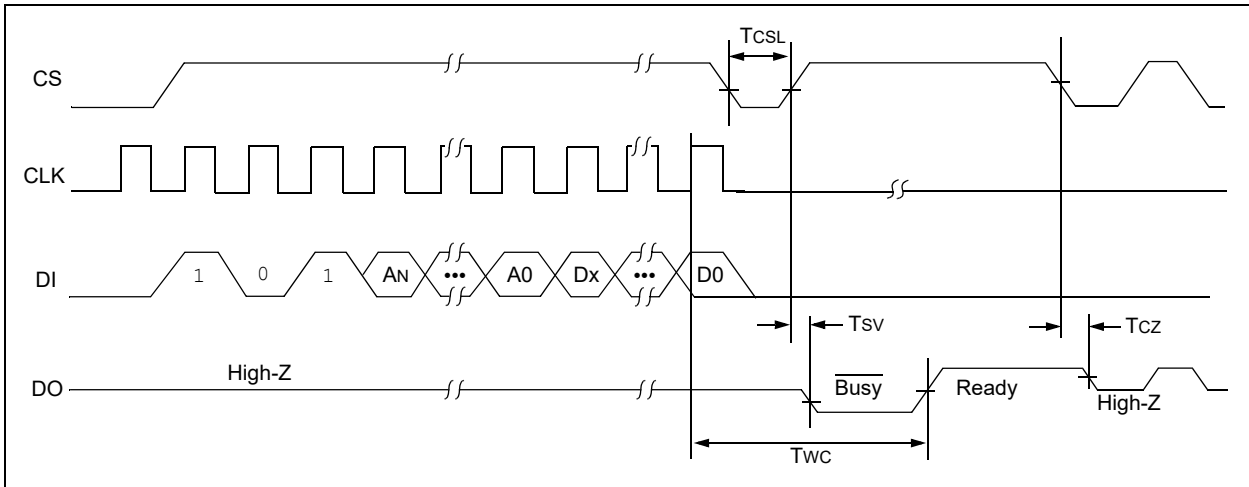 TCSL
CS
CLK
DI 1 0 1 AN ••• A0 Dx ••• D0
TSV
TCZ
High-Z
DO
Busy
Ready
High-Z
TWC